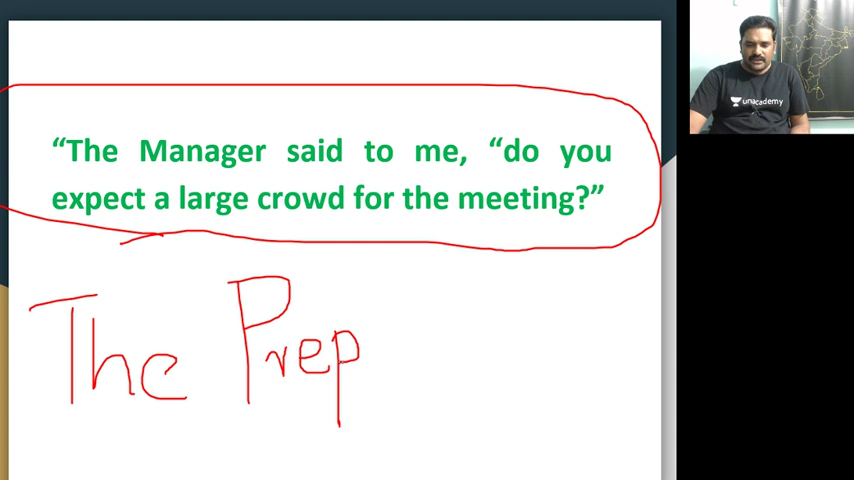 “The Manager said to me, “do you
expect a large crowd for the meeting?”
The Prep
unacademy